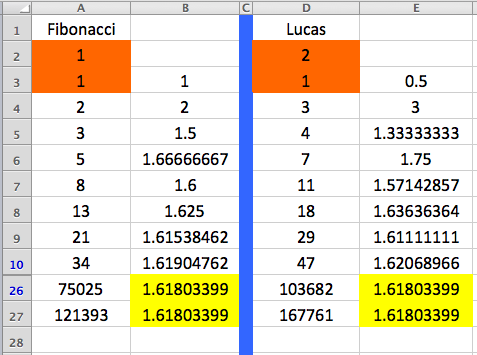 A B C D E
1 Fibonacci Lucas
2 1 2
3 1 1 1 0.5
4 2 2 3 3
5 3 1.5 4 1.33333333
6 5 1.66666667 7 1.75
7 8 1.6 11 1.57142857
8 13 1.625 18 1.63636364
9 21 1.61538462 29 1.61111111
10 34 1.61904762 47 1.62068966
26 75025 1.61803399 103682 1.61803399
27 121393 1.61803399 167761 1.61803399
28